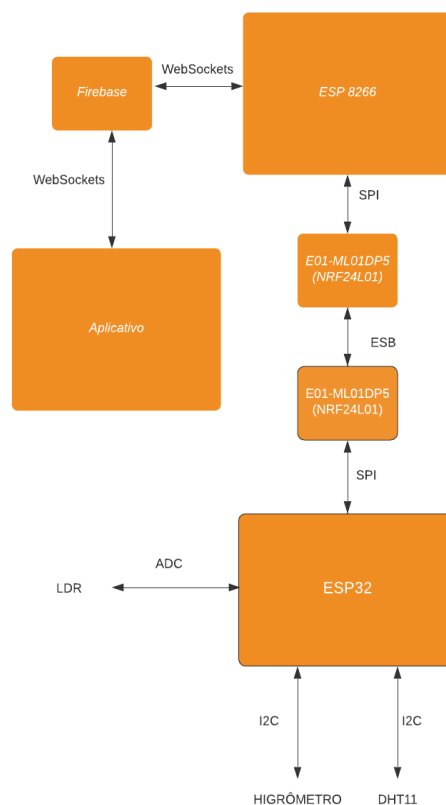 WebSockets
Firebase
ESP 8266
WebSockets
SPI
E01-ML01DP5
(NRF24L01)
Aplicativo
ESB
E01-ML01DP5
(NRF24L01)
SPI
ADC
LDR
ESP32
I2C
I2C
HIGRÔMETRO
DHT11